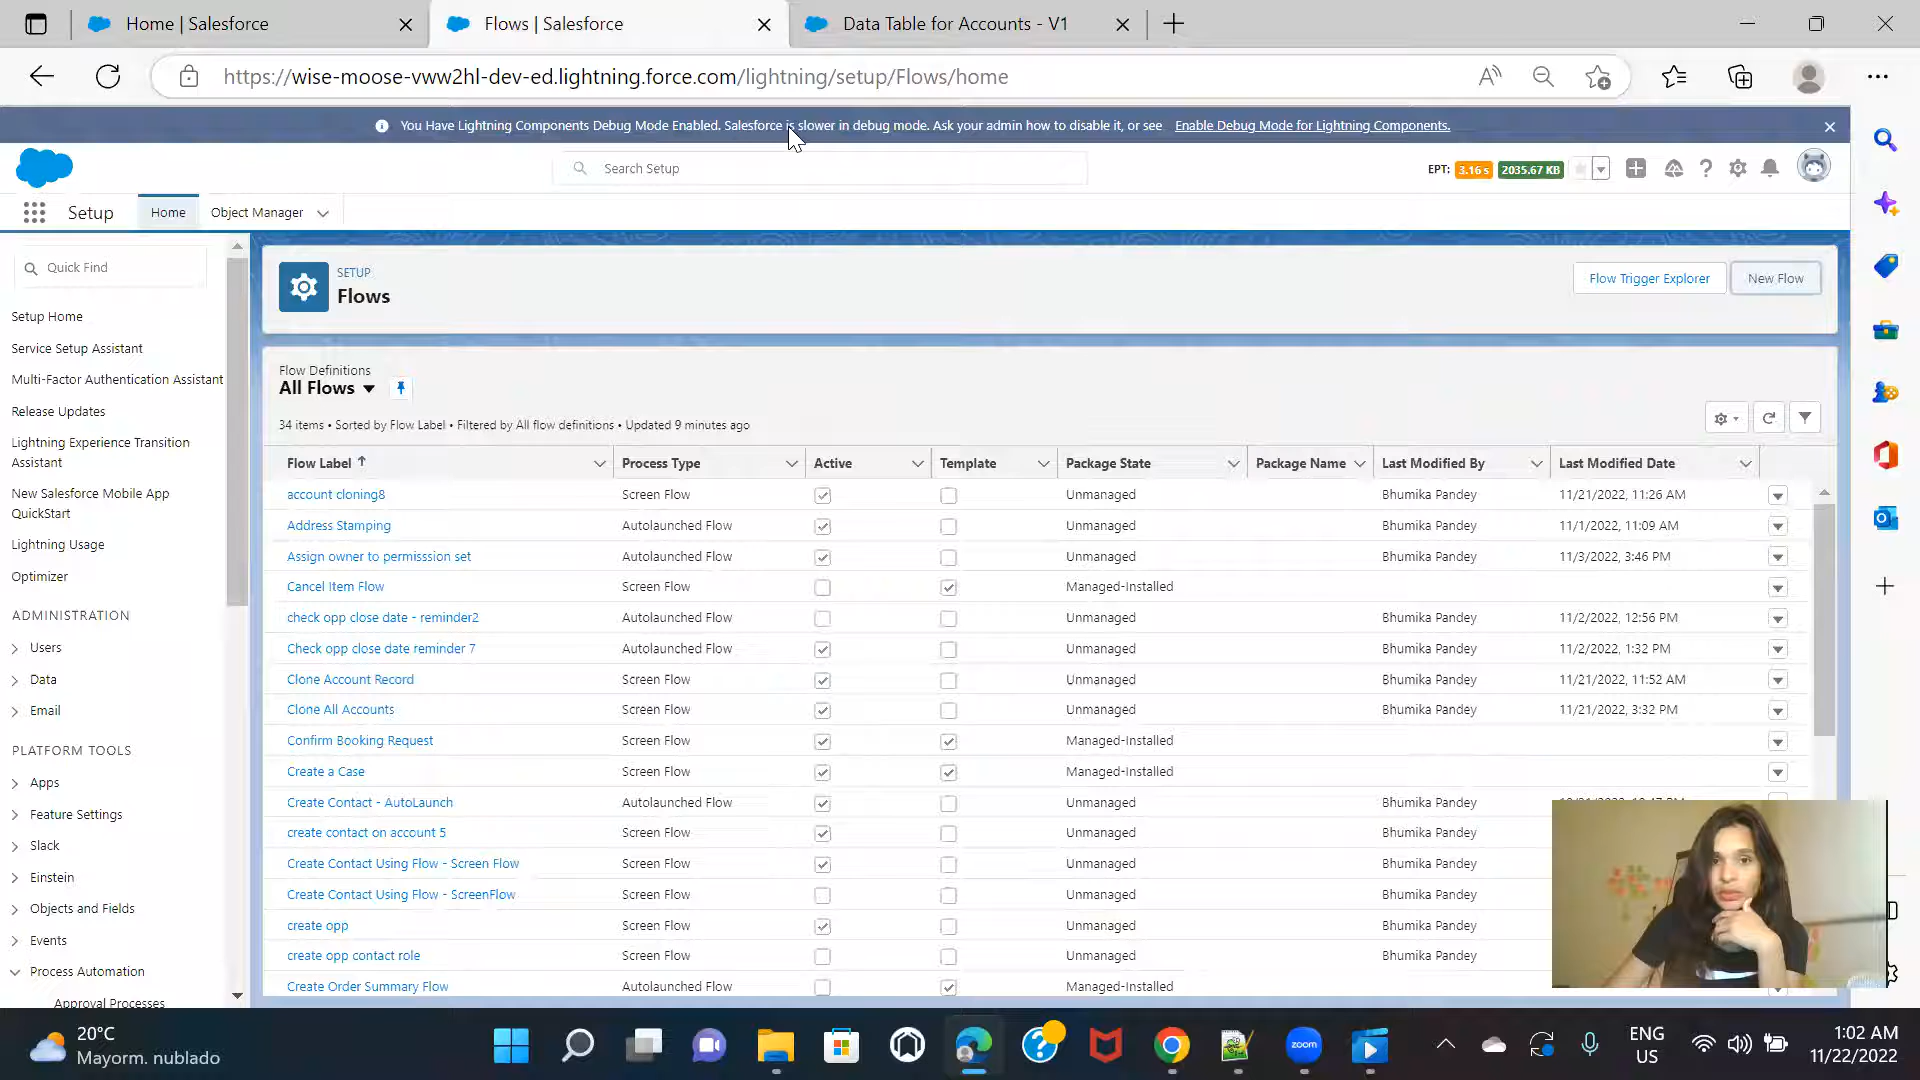 Home | Salesforce
Flows | Salesforce
Data Table for Accounts - V1
https://wise-moose-vww2hl-dev-ed.lightning.force.com/lightning/setup/Flows/home
You Have Lightning Components Debug Mode Enabled. Salesforce is slower in debug mode. Ask your admin how to disable it, or see Enable Debug Mode for Lightning Components.
Search Setup
EPT: 3.16 s 2035.67 KB
Setup Home Object Manager
Quick Find
Setup Home
Service Setup Assistant
Multi-Factor Authentication Assistant
Release Updates
Lightning Experience Transition
Assistant
New Salesforce Mobile App
QuickStart
Lightning Usage
Optimizer
ADMINISTRATION
Users
Data
Email
PLATFORM TOOLS
Apps
Feature Settings
Slack
Einstein
Objects and Fields
Events
Process Automation
Approval Processes
SETUP
Flows
Flow Trigger Explorer New Flow
Flow Definitions
All Flows
34 items • Sorted by Flow Label • Filtered by All flow definitions • Updated 9 minutes ago
Flow Label Process Type Active Template Package State Package Name Last Modified By Last Modified Date
account cloning8 Screen Flow Unmanaged Bhumika Pandey 11/21/2022, 11:26 AM
Address Stamping Autolaunched Flow Unmanaged Bhumika Pandey 11/1/2022, 11:09 AM
Assign owner to permisssion set Autolaunched Flow Unmanaged Bhumika Pandey 11/3/2022, 3:46 PM
Cancel Item Flow Screen Flow Managed-Installed
check opp close date - reminder2 Autolaunched Flow Unmanaged Bhumika Pandey 11/2/2022, 12:56 PM
Check opp close date reminder 7 Autolaunched Flow Unmanaged Bhumika Pandey 11/2/2022, 1:32 PM
Clone Account Record Screen Flow Unmanaged Bhumika Pandey 11/21/2022, 11:52 AM
Clone All Accounts Screen Flow Unmanaged Bhumika Pandey 11/21/2022, 3:32 PM
Confirm Booking Request Screen Flow Managed-Installed
Create a Case Screen Flow Managed-Installed
Create Contact - AutoLaunch Autolaunched Flow Unmanaged Bhumika Pandey
create contact on account 5 Screen Flow Unmanaged Bhumika Pandey
Create Contact Using Flow - Screen Flow Screen Flow Unmanaged Bhumika Pandey
Create Contact Using Flow - ScreenFlow Screen Flow Unmanaged Bhumika Pandey
create opp Screen Flow Unmanaged Bhumika Pandey
create opp contact role Screen Flow Unmanaged Bhumika Pandey
Create Order Summary Flow Autolaunched Flow Managed-Installed
20°C
Mayorm. nublado
zoom
ENG
US
1:02 AM
11/22/2022